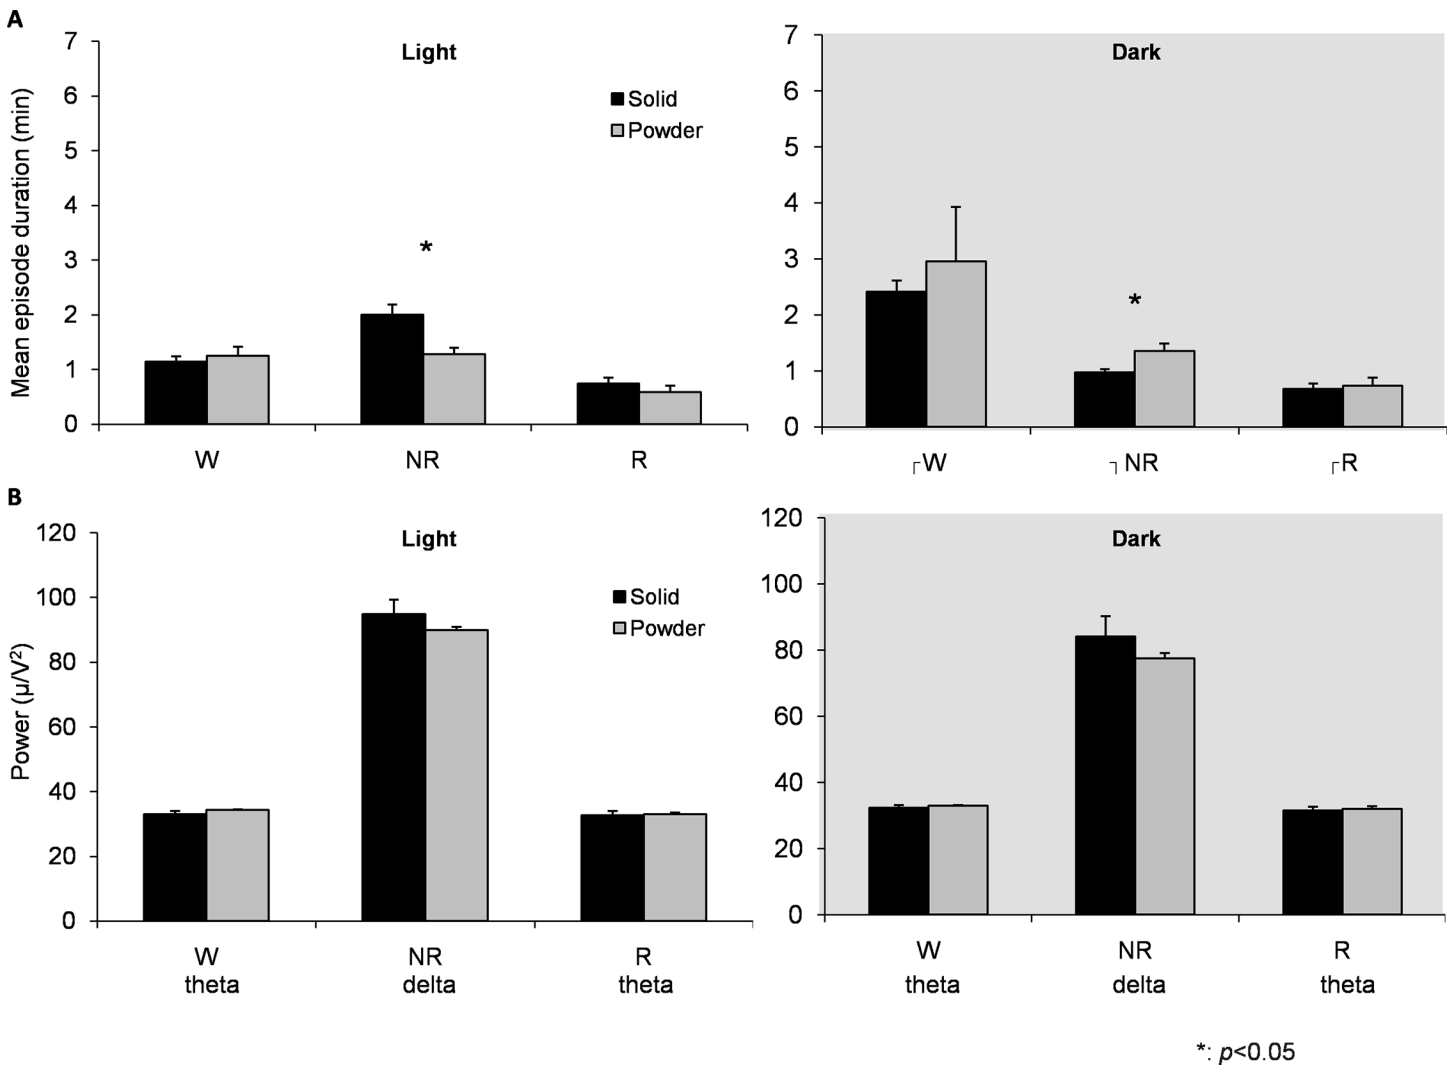 A
Light
7
6
5
4
3
2
1
0
Mean episode duration (min)
Solid
Powder
*
W
NR
R
Dark
7
6
5
4
3
2
1
0
*
┌W
┐NR
┌R
B
Light
120
100
80
60
40
20
0
Power (µ/V²)
Solid
Powder
W
theta
NR
delta
R
theta
Dark
120
100
80
60
40
20
0
W
theta
NR
delta
R
theta
*: p<0.05